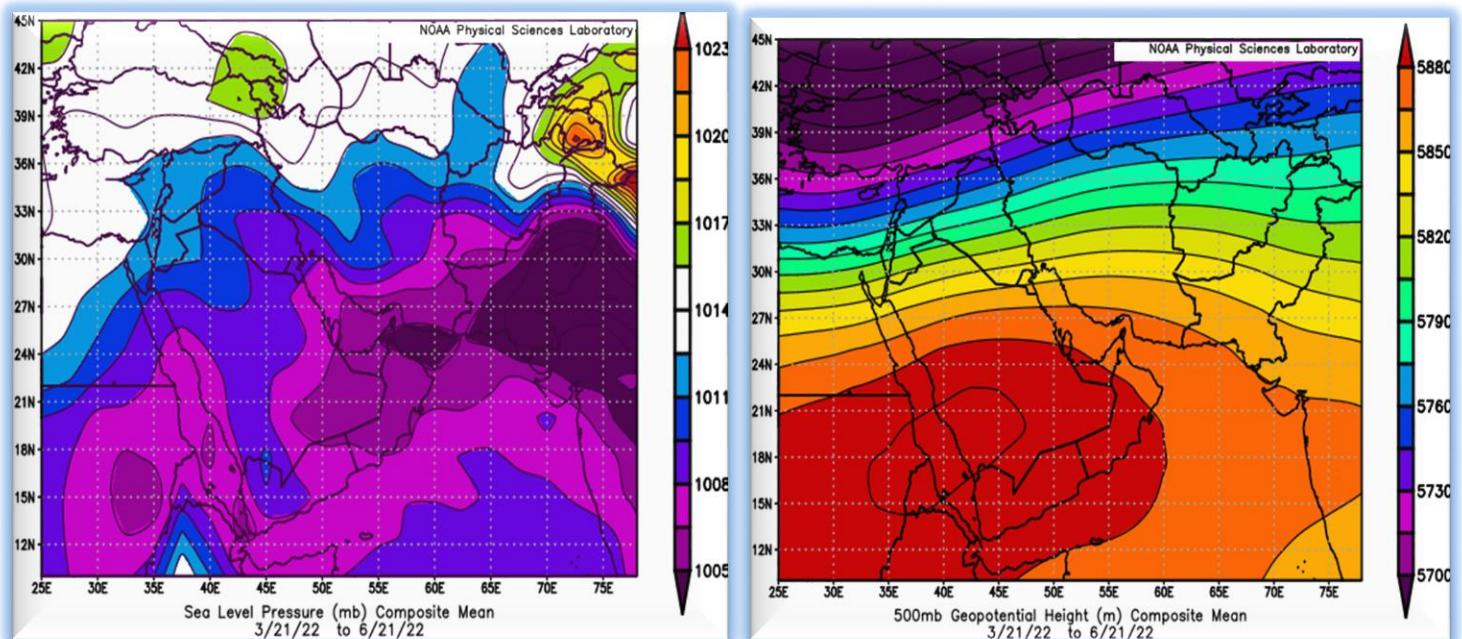 NOAA Physical Sciences Laboratory
45N
42N
39N
36N
33N
30N
27N
24N
21N
18N
15N
12N
25E 30E 35E 40E 45E 50E 55E 60E 65E 70E 75E
1023
1020
1017
1014
1011
1008
1005
Sea Level Pressure (mb) Composite Mean
3/21/22 to 6/21/22
NOAA Physical Sciences Laboratory
45N
42N
39N
36N
33N
30N
27N
24N
21N
18N
15N
12N
25E 30E 35E 40E 45E 50E 55E 60E 65E 70E 75E
5880
5850
5820
5790
5760
5730
5700
500mb Geopotential Height (m) Composite Mean
3/21/22 to 6/21/22